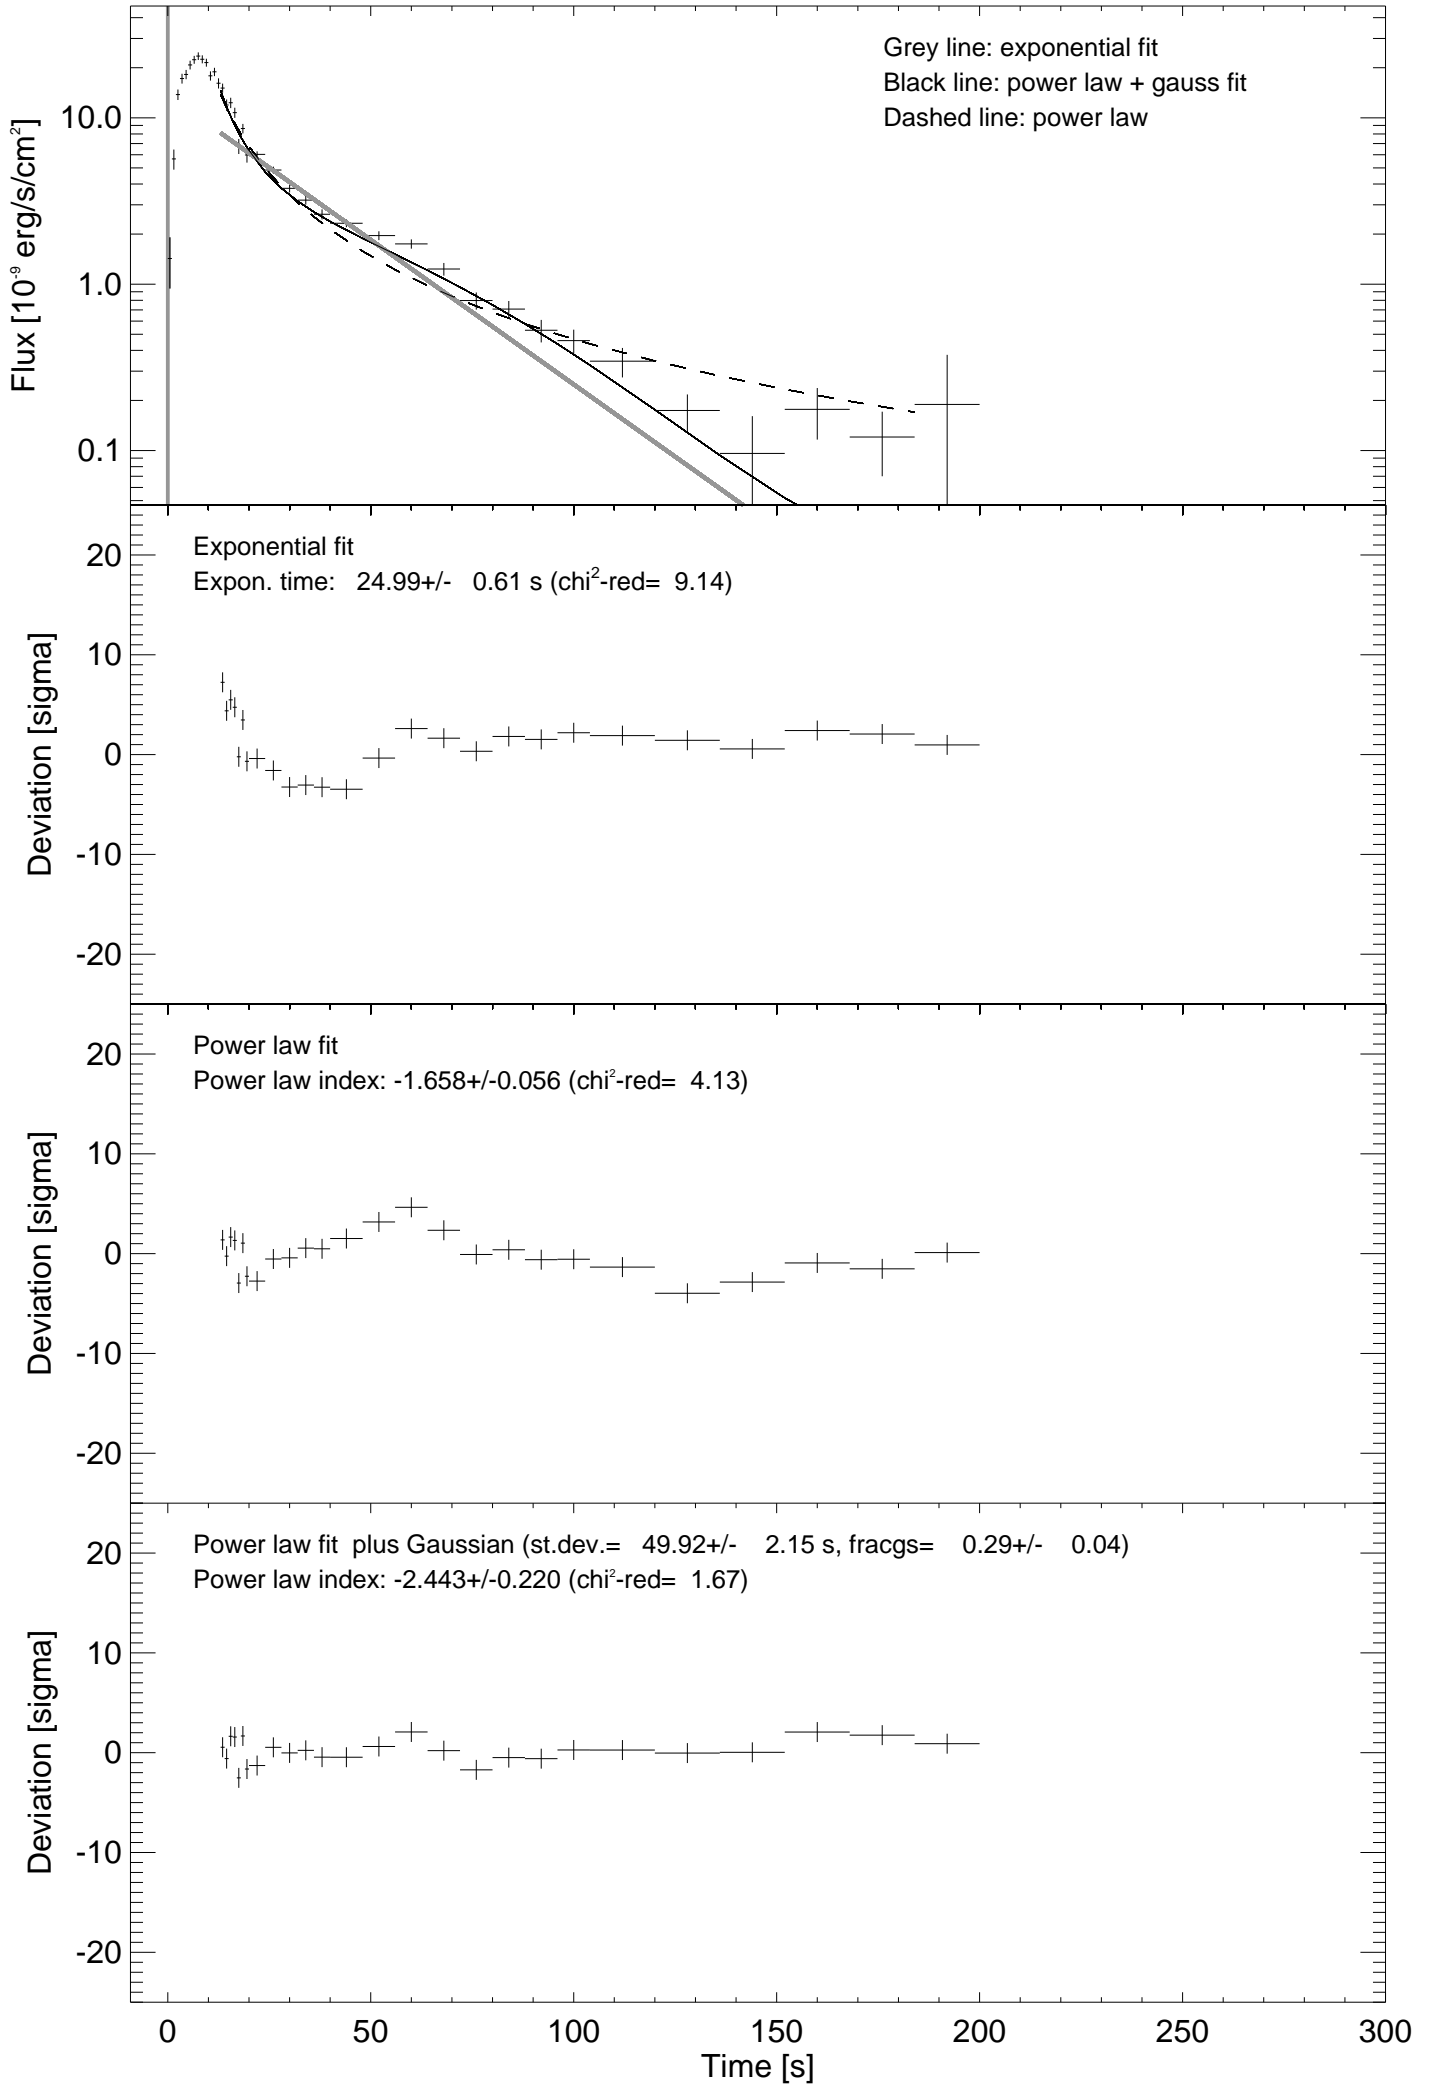 Grey line: exponential fit
Black line: power law + gauss fit
Dashed line: power law
10.0
1.0
0.1
Flux [10⁻⁹ erg/s/cm²]
Exponential fit
Expon. time: 24.99+/- 0.61 s (chi²-red= 9.14)
20
10
0
-10
-20
Deviation [sigma]
Power law fit
Power law index: -1.658+/-0.056 (chi²-red= 4.13)
20
10
0
-10
-20
Deviation [sigma]
Power law fit plus Gaussian (st.dev.= 49.92+/- 2.15 s, fracgs= 0.29+/- 0.04)
Power law index: -2.443+/-0.220 (chi²-red= 1.67)
20
10
0
-10
-20
Deviation [sigma]
0 50 100 150 200 250 300
Time [s]